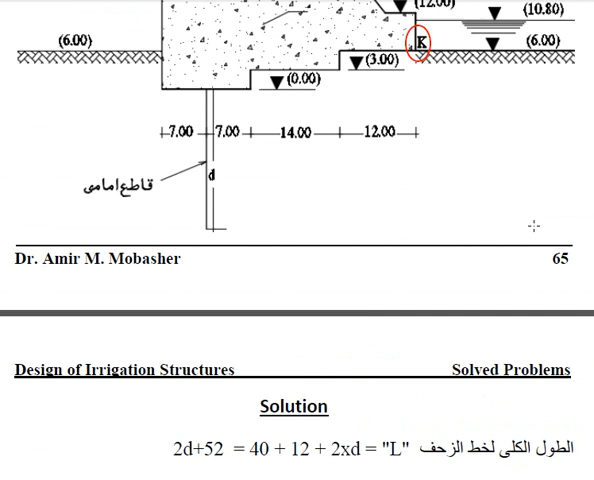 (12.00)
(10.80)
(6.00)
K
(6.00)
(3.00)
(0.00)
7.00 7.00 14.00 12.00
قاطع امامى
d
Dr. Amir M. Mobasher 65
Design of Irrigation Structures Solved Problems
Solution
الطول الكلى لخط الزحف "L" = 2d+52 = 40 + 12 + 2xd